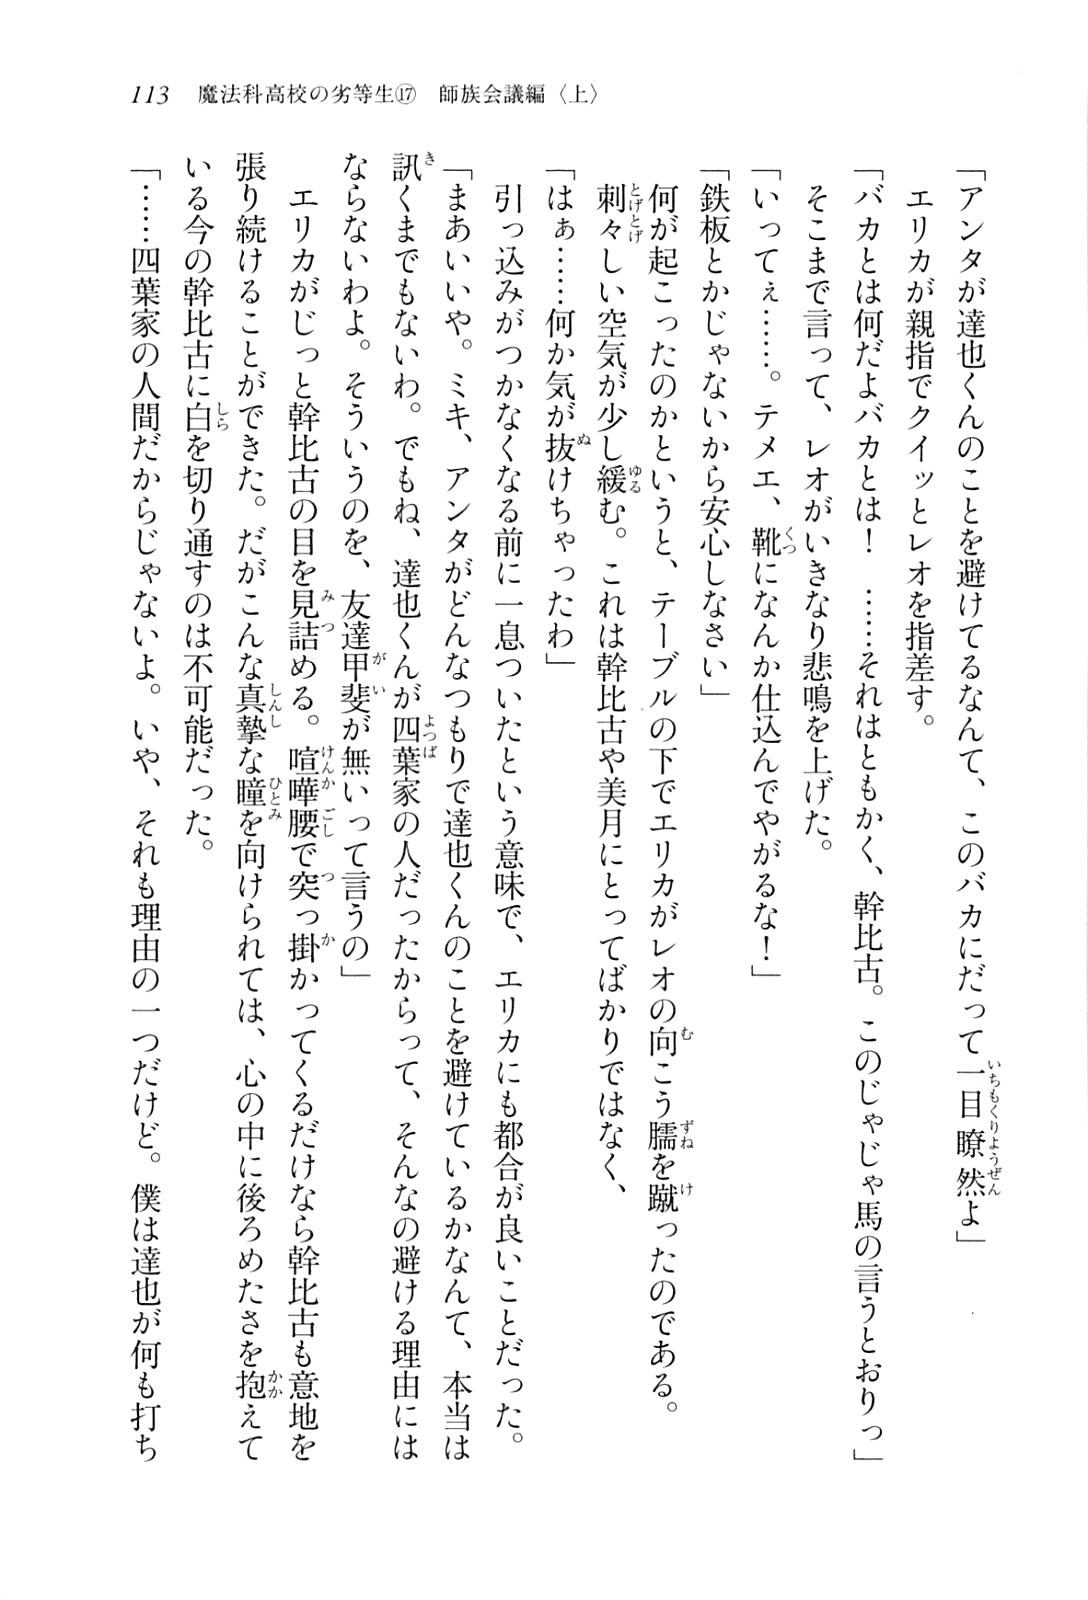 113　魔法科高校の劣等生⑰　師族会議編〈上〉
「アンタが達也くんのことを避けてるなんて、このバカにだって一目瞭然よ」
　エリカが親指でクイッとレオを指差す。
「バカとは何だよバカとは！　……それはともかく、幹比古。このじゃじゃ馬の言うとおりっ」
　そこまで言って、レオがいきなり悲鳴を上げた。
「いってぇ……。テメエ、靴になんか仕込んでやがるな！」
「鉄板とかじゃないから安心しなさい」
　何が起こったのかというと、テーブルの下でエリカがレオの向こう臑を蹴ったのである。
　刺々しい空気が少し緩む。これは幹比古や美月にとってばかりではなく、
「はぁ……何か気が抜けちゃったわ」
　引っ込みがつかなくなる前に一息ついたという意味で、エリカにも都合が良いことだった。
「まあいいや。ミキ、アンタがどんなつもりで達也くんのことを避けているかなんて、本当は
訊くまでもないわ。でもね、達也くんが四葉家の人だったからって、そんなの避ける理由には
ならないわよ。そういうのを、友達甲斐が無いって言うの」
　エリカがじっと幹比古の目を見詰める。喧嘩腰で突っ掛かってくるだけなら幹比古も意地を
張り続けることができた。だがこんな真摯な瞳を向けられては、心の中に後ろめたさを抱えて
いる今の幹比古に白を切り通すのは不可能だった。
「……四葉家の人間だからじゃないよ。いや、それも理由の一つだけど。僕は達也が何も打ち